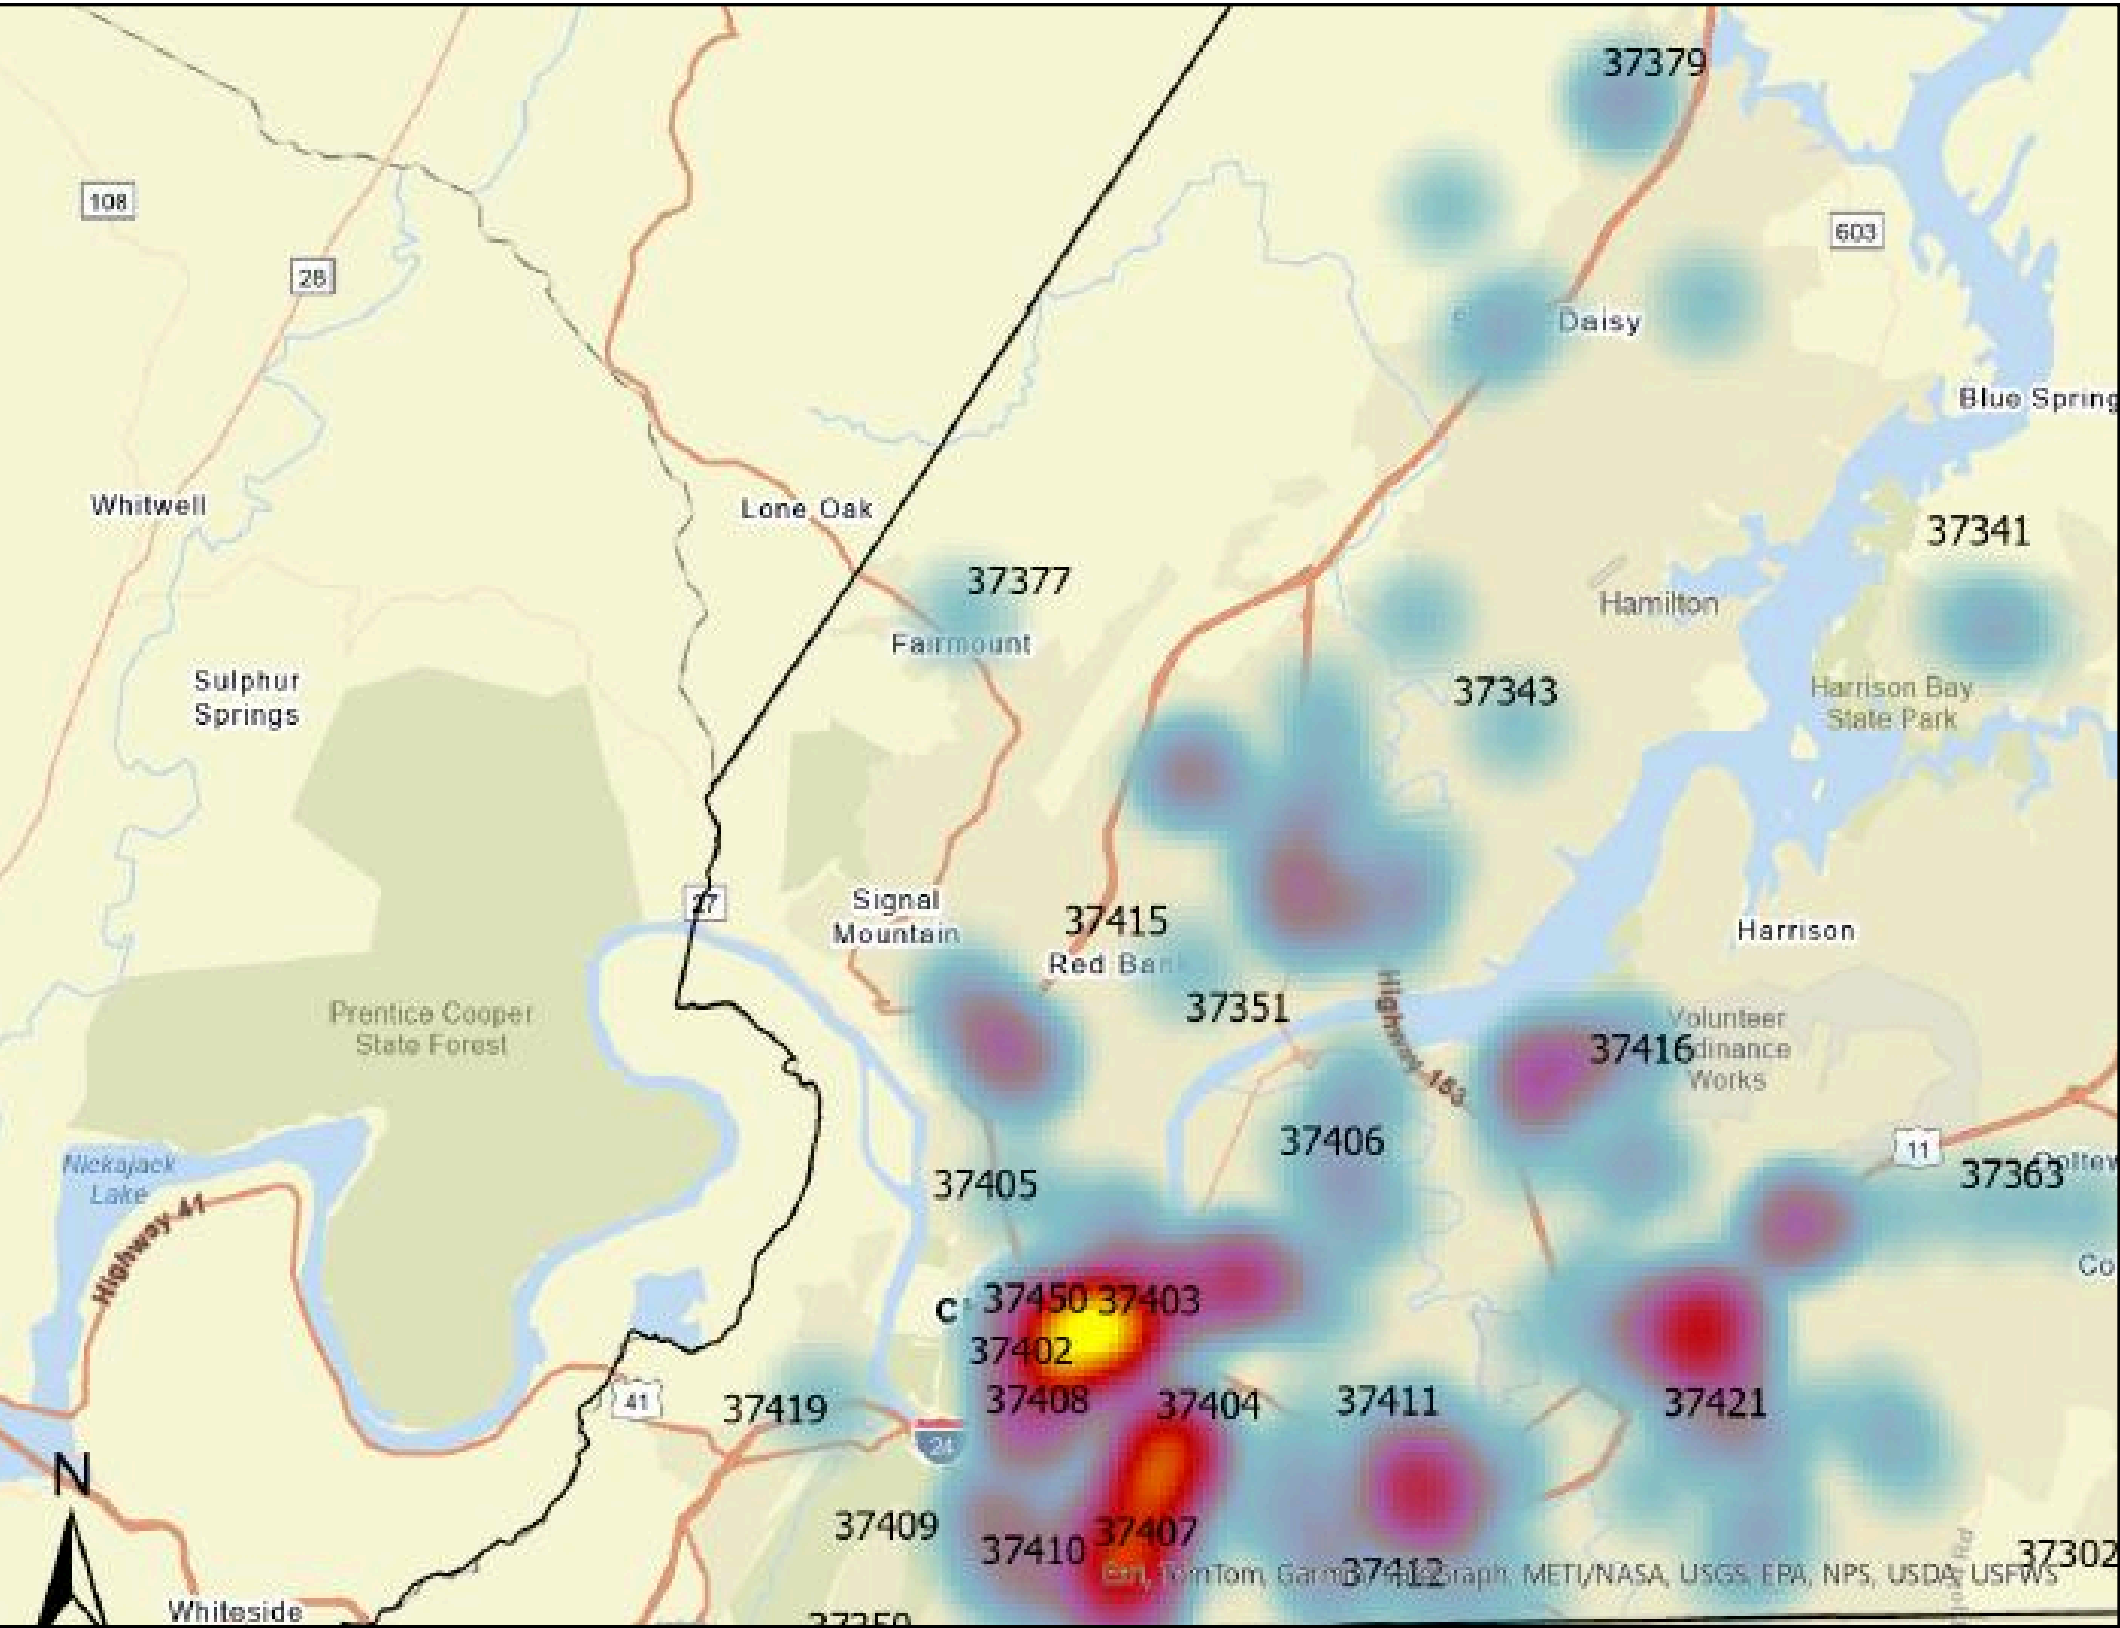 37379
108
603
28
Daisy
Blue Spring
Whitwell
Lone Oak
37341
37377
Hamilton
Fairmount
37343
Sulphur
Springs
Harrison Bay
State Park
27
Signal
Mountain
37415
Red Bank
Harrison
37351
Highway 153
Prentice Cooper
State Forest
Volunteer
37416
dinance
Works
37406
11
37363
Nickajack
Lake
37405
Highway 41
Co
37450
37403
C
37402
41
37419
37408
37404
37411
37421
24
N
37409
37410
37407
37412
37302
Esri, TomTom, Garmin, METI/NASA, USGS, EPA, NPS, USDA, USFWS
Whiteside
37350